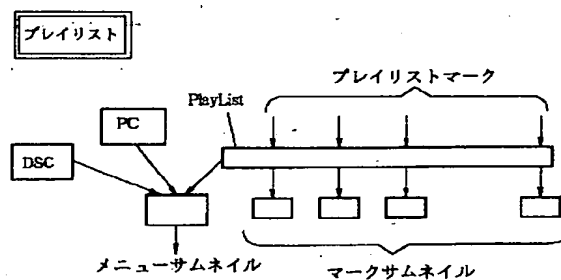 プレイリスト
プレイリストマーク
PlayList
PC
DSC
メニューサムネイル
マークサムネイル